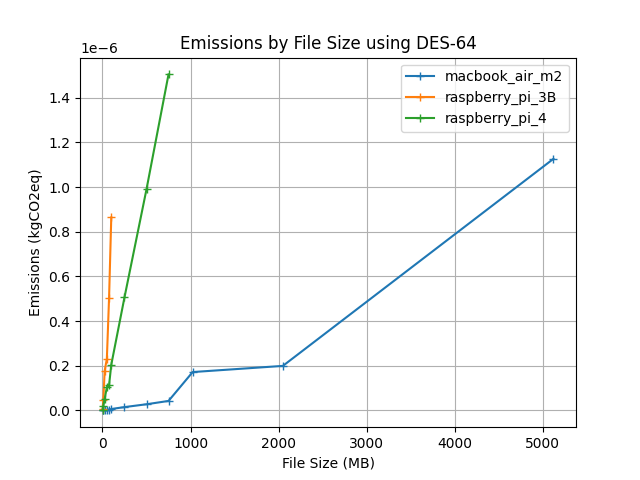 Emissions by File Size using DES-64
1e−6
macbook_air_m2
raspberry_pi_3B
raspberry_pi_4
1.4
1.2
1.0
0.8
0.6
0.4
0.2
0.0
Emissions (kgCO2eq)
0 1000 2000 3000 4000 5000
File Size (MB)